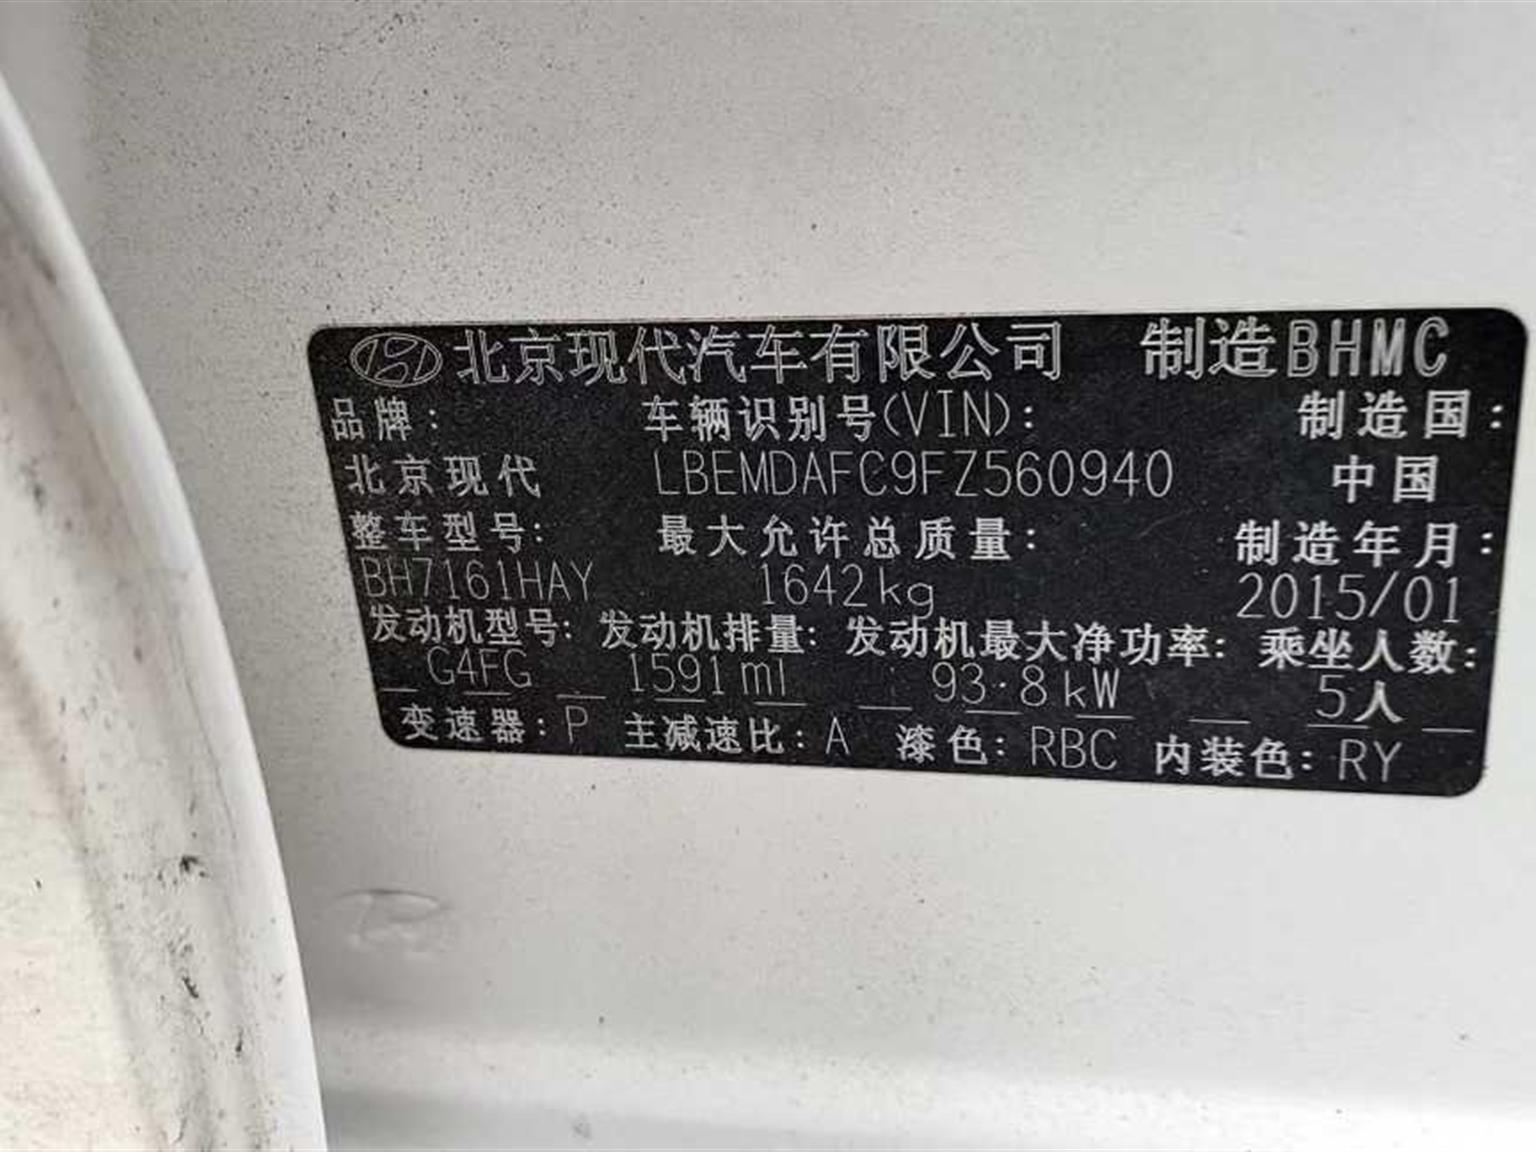 北京现代汽车有限公司 制造BHMC
品牌: 车辆识别号(VIN): 制造国:
北京现代 LBEMDAFC9FZ560940 中国
整车型号: 最大允许总质量: 制造年月:
BH7161HAY 1642kg 2015/01
发动机型号: 发动机排量: 发动机最大净功率: 乘坐人数:
G4FG 1591ml 93.8kW 5人
变速器: P 主减速比: A 漆色: RBC 内装色: RY